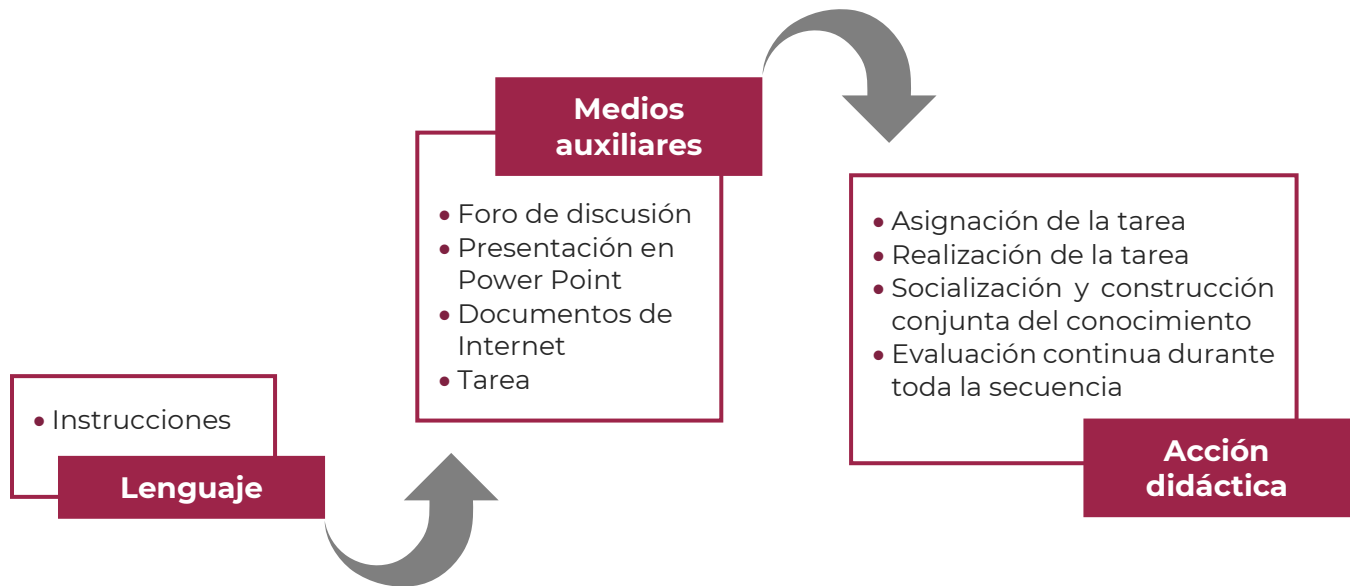 Medios
auxiliares
• Foro de discusión
• Presentación en
Power Point
• Documentos de
Internet
• Tarea
• Asignación de la tarea
• Realización de la tarea
• Socialización y construcción
conjunta del conocimiento
• Evaluación continua durante
toda la secuencia
Acción
didáctica
• Instrucciones
Lenguaje